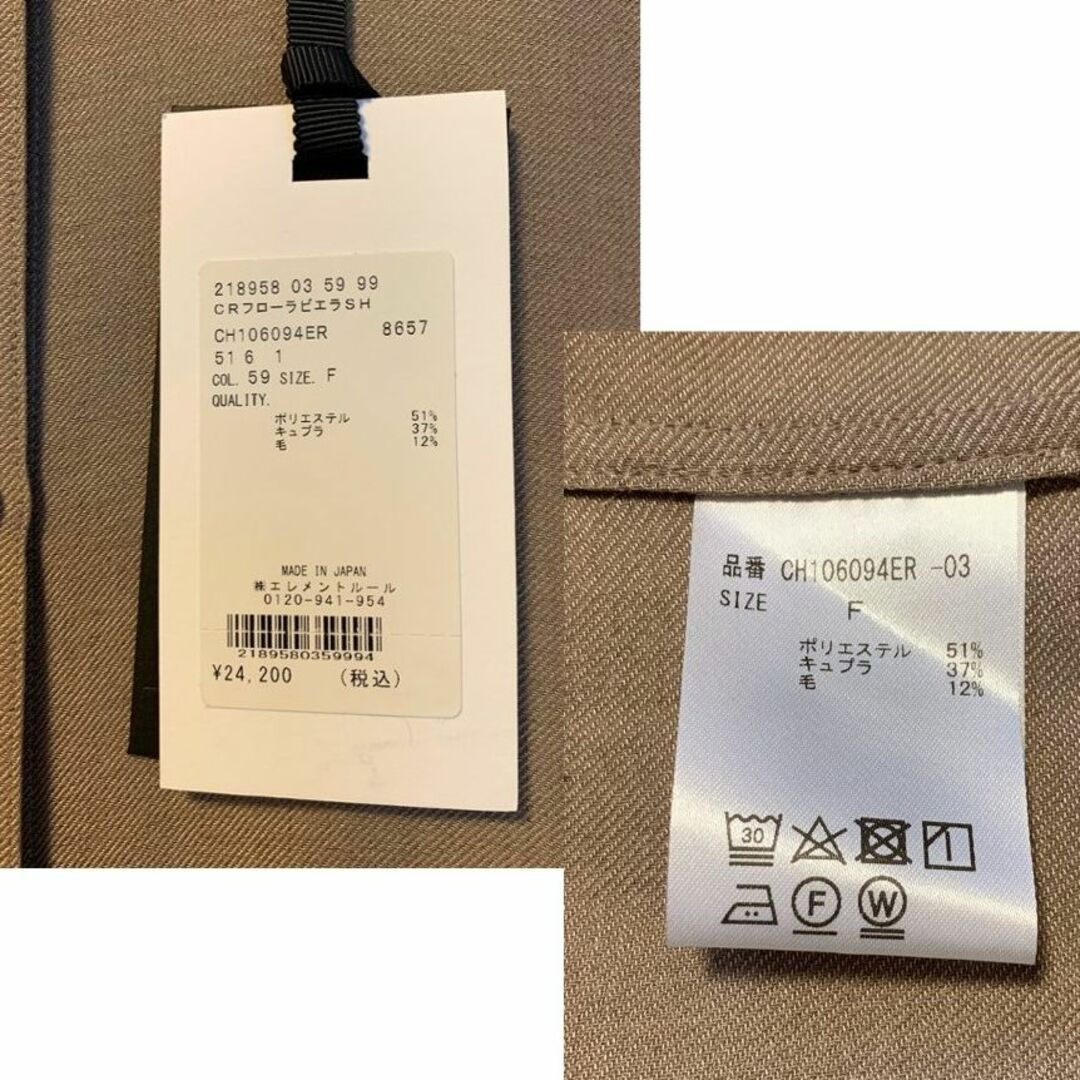 218958 03 59 99
CRフローラビエラSH
CH106094ER 8657
51 6 1
COL. 59 SIZE. F
QUALITY.
ポリエステル 51%
キュプラ 37%
毛 12%
MADE IN JAPAN
㈱エレメントルール
0120-941-954
2189580359994
¥24,200 (税込)
品番 CH106094ER -03
SIZE F
ポリエステル 51%
キュプラ 37%
毛 12%
30
F W